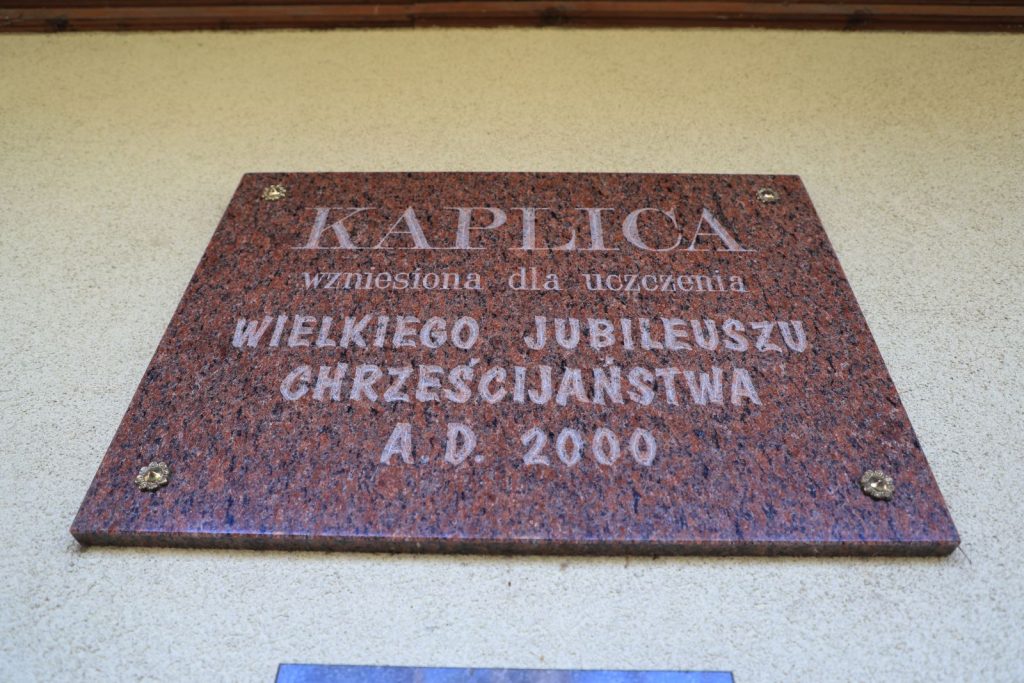 KAPLICA
wzniesiona dla uczczenia
WIELKIEGO JUBILEUSZU
CHRZEŚCIJAŃSTWA
A.D. 2000